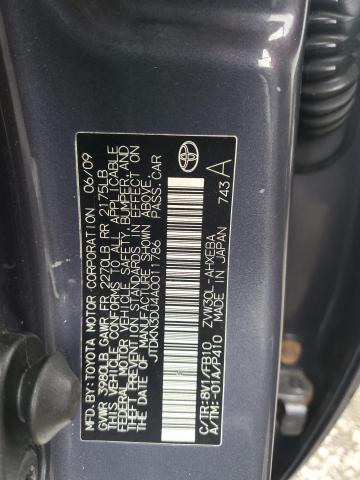 MFD.BY:TOYOTA MOTOR CORPORATION 06/09
GVWR 3980LB GAWR FR 2270LB RR 2175LB
THIS VEHICLE CONFORMS TO ALL APPLICABLE
FEDERAL MOTOR VEHICLE SAFETY, BUMPER, AND
THEFT PREVENTION STANDARDS IN EFFECT ON
THE DATE OF MANUFACTURE SHOWN ABOVE.
JTDKN3DU4A0011786 PASS.CAR
C/TR:8V1/FB10 ZVW30L-AHXEBA
A/TM:-01A/P410 MADE IN JAPAN
743 A